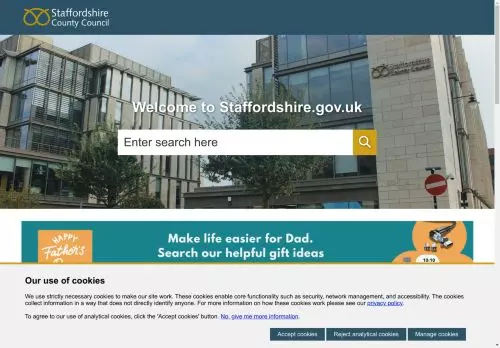 Staffordshire
County Council
Staffordshire
County Council
Welcome to Staffordshire.gov.uk
Enter search here
HAPPY
Father's
Make life easier for Dad.
Search our helpful gift ideas
10:10
Our use of cookies
We use strictly necessary cookies to make our site work. These cookies enable core functionality such as security, network management, and accessibility. The cookies
collect information in a way that does not directly identify anyone. For more information on how these cookies work please see our privacy policy.
To agree to our use of analytical cookies, click the 'Accept cookies' button. No, give me more information.
Accept cookies
Reject analytical cookies
Manage cookies